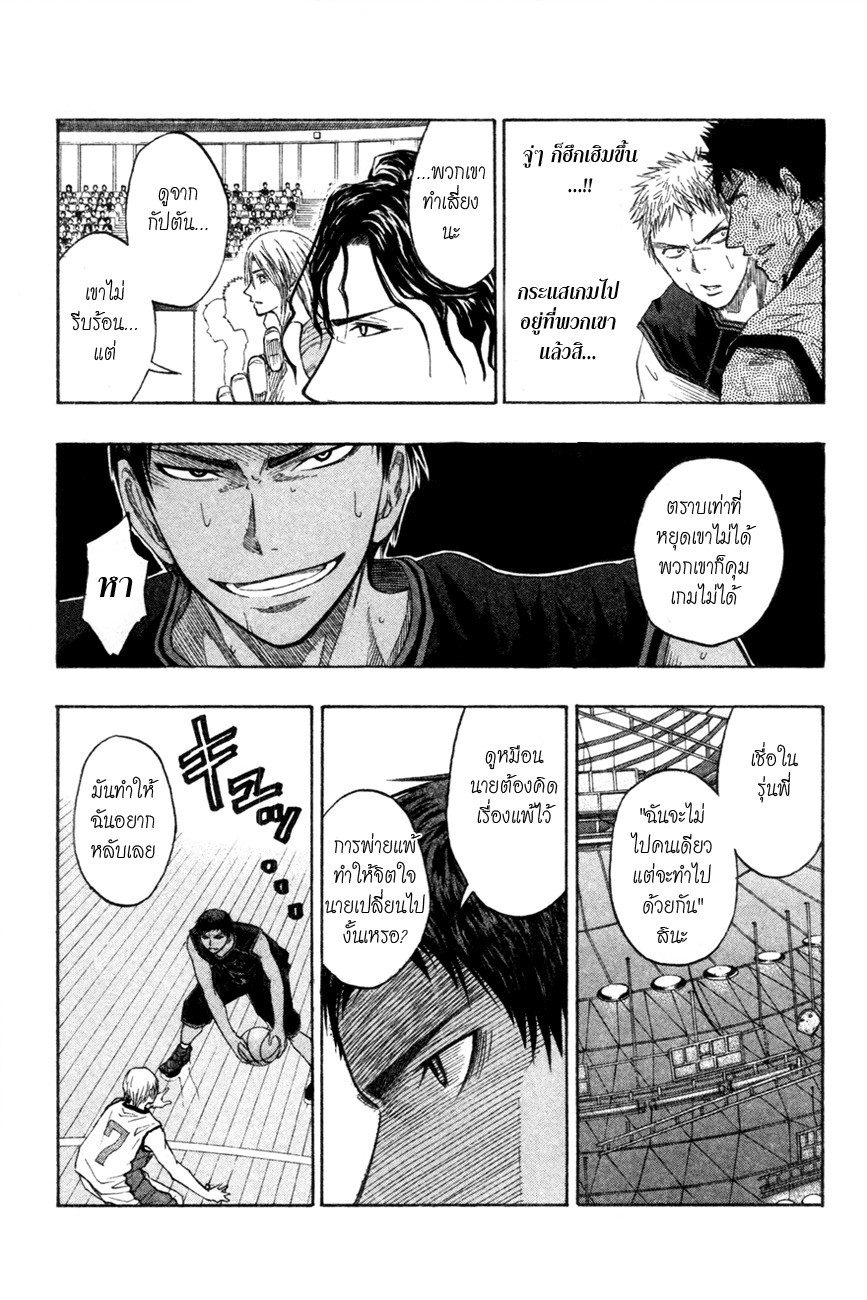 จู่ๆ ก็ฮึกเหิมขึ้น
...!!
กระแสเกมไป
อยู่ที่พวกเขา
แล้วสิ...
...พวกเขา
ทำเสี่ยง
นะ
ดูจาก
กัปตัน...
เขาไม่
รีบร้อน...
แต่
ตราบเท่าที่
หยุดเขาไม่ได้
พวกเขาก็คุม
เกมไม่ได้
หา
เชื่อใน
รุ่นพี่
"ฉันจะไม่
ไปคนเดียว
แต่จะทำไป
ด้วยกัน"
สินะ
ดูหมือน
นายต้องคิด
เรื่องแพ้ไว้
การพ่ายแพ้
ทำให้จิตใจ
นายเปลี่ยนไป
งั้นเหรอ?
キュッ
มันทำให้
ฉันอยาก
หลับเลย
7